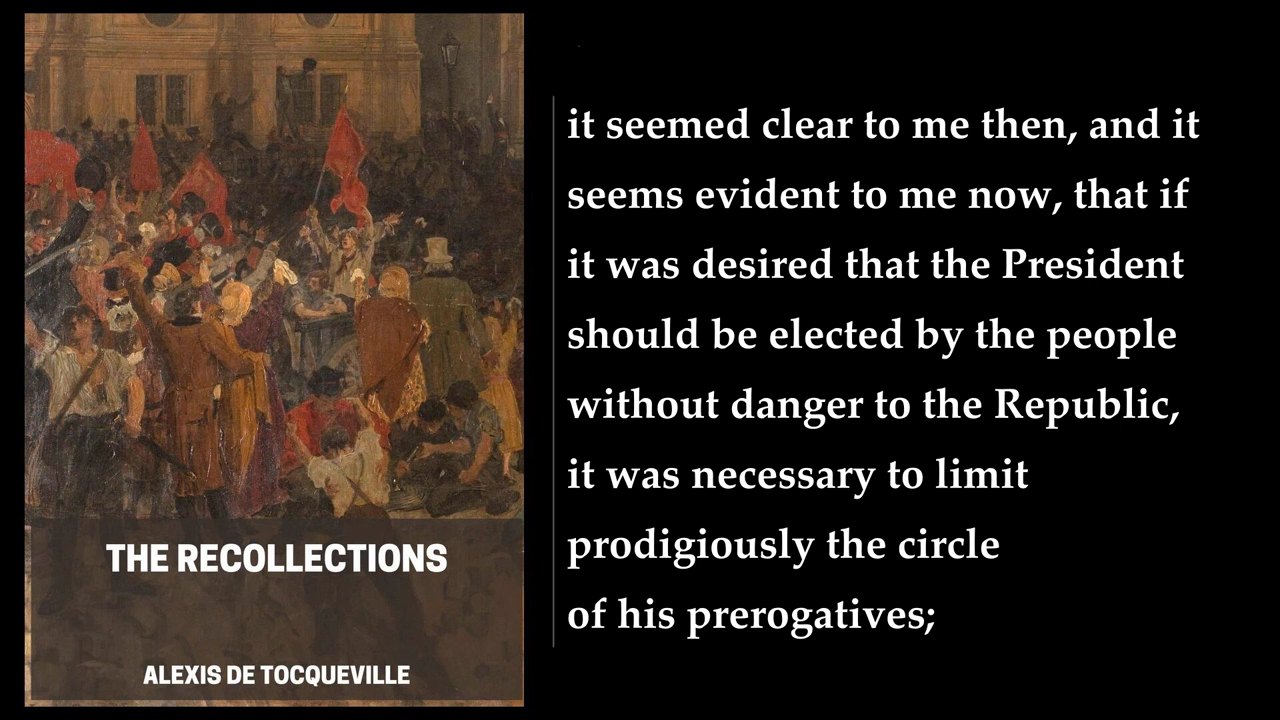 THE RECOLLECTIONS
ALEXIS DE TOCQUEVILLE
it seemed clear to me then, and it
seems evident to me now, that if
it was desired that the President
should be elected by the people
without danger to the Republic,
it was necessary to limit
prodigiously the circle
of his prerogatives;